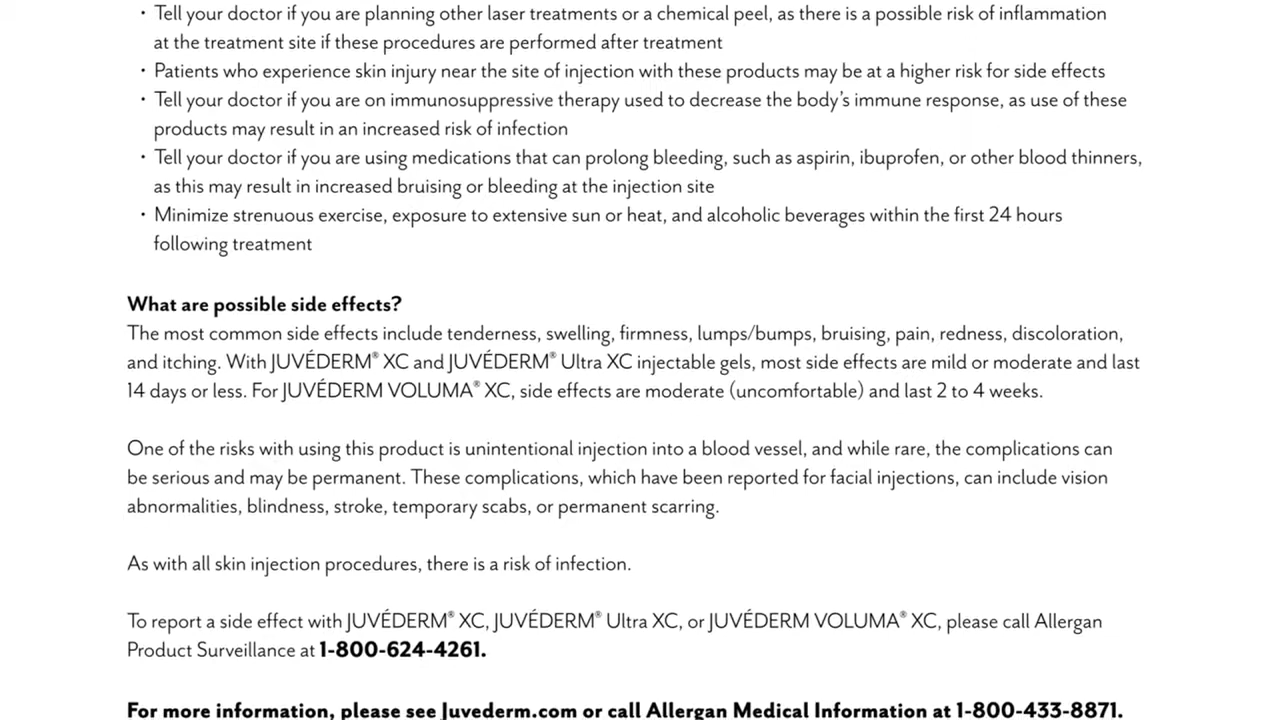 • Tell your doctor if you are planning other laser treatments or a chemical peel, as there is a possible risk of inflammation
at the treatment site if these procedures are performed after treatment
• Patients who experience skin injury near the site of injection with these products may be at a higher risk for side effects
• Tell your doctor if you are on immunosuppressive therapy used to decrease the body’s immune response, as use of these
products may result in an increased risk of infection
• Tell your doctor if you are using medications that can prolong bleeding, such as aspirin, ibuprofen, or other blood thinners,
as this may result in increased bruising or bleeding at the injection site
• Minimize strenuous exercise, exposure to extensive sun or heat, and alcoholic beverages within the first 24 hours
following treatment
What are possible side effects?
The most common side effects include tenderness, swelling, firmness, lumps/bumps, bruising, pain, redness, discoloration,
and itching. With JUVÉDERM® XC and JUVÉDERM® Ultra XC injectable gels, most side effects are mild or moderate and last
14 days or less. For JUVÉDERM VOLUMA® XC, side effects are moderate (uncomfortable) and last 2 to 4 weeks.
One of the risks with using this product is unintentional injection into a blood vessel, and while rare, the complications can
be serious and may be permanent. These complications, which have been reported for facial injections, can include vision
abnormalities, blindness, stroke, temporary scabs, or permanent scarring.
As with all skin injection procedures, there is a risk of infection.
To report a side effect with JUVÉDERM® XC, JUVÉDERM® Ultra XC, or JUVÉDERM VOLUMA® XC, please call Allergan
Product Surveillance at 1-800-624-4261.
For more information, please see Juvederm.com or call Allergan Medical Information at 1-800-433-8871.